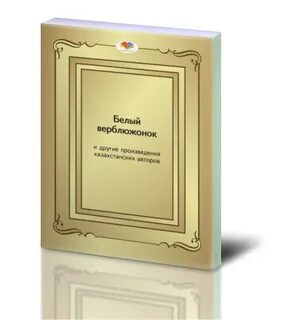 Белый
верблюжонок
и другие произведения
казахстанских авторов